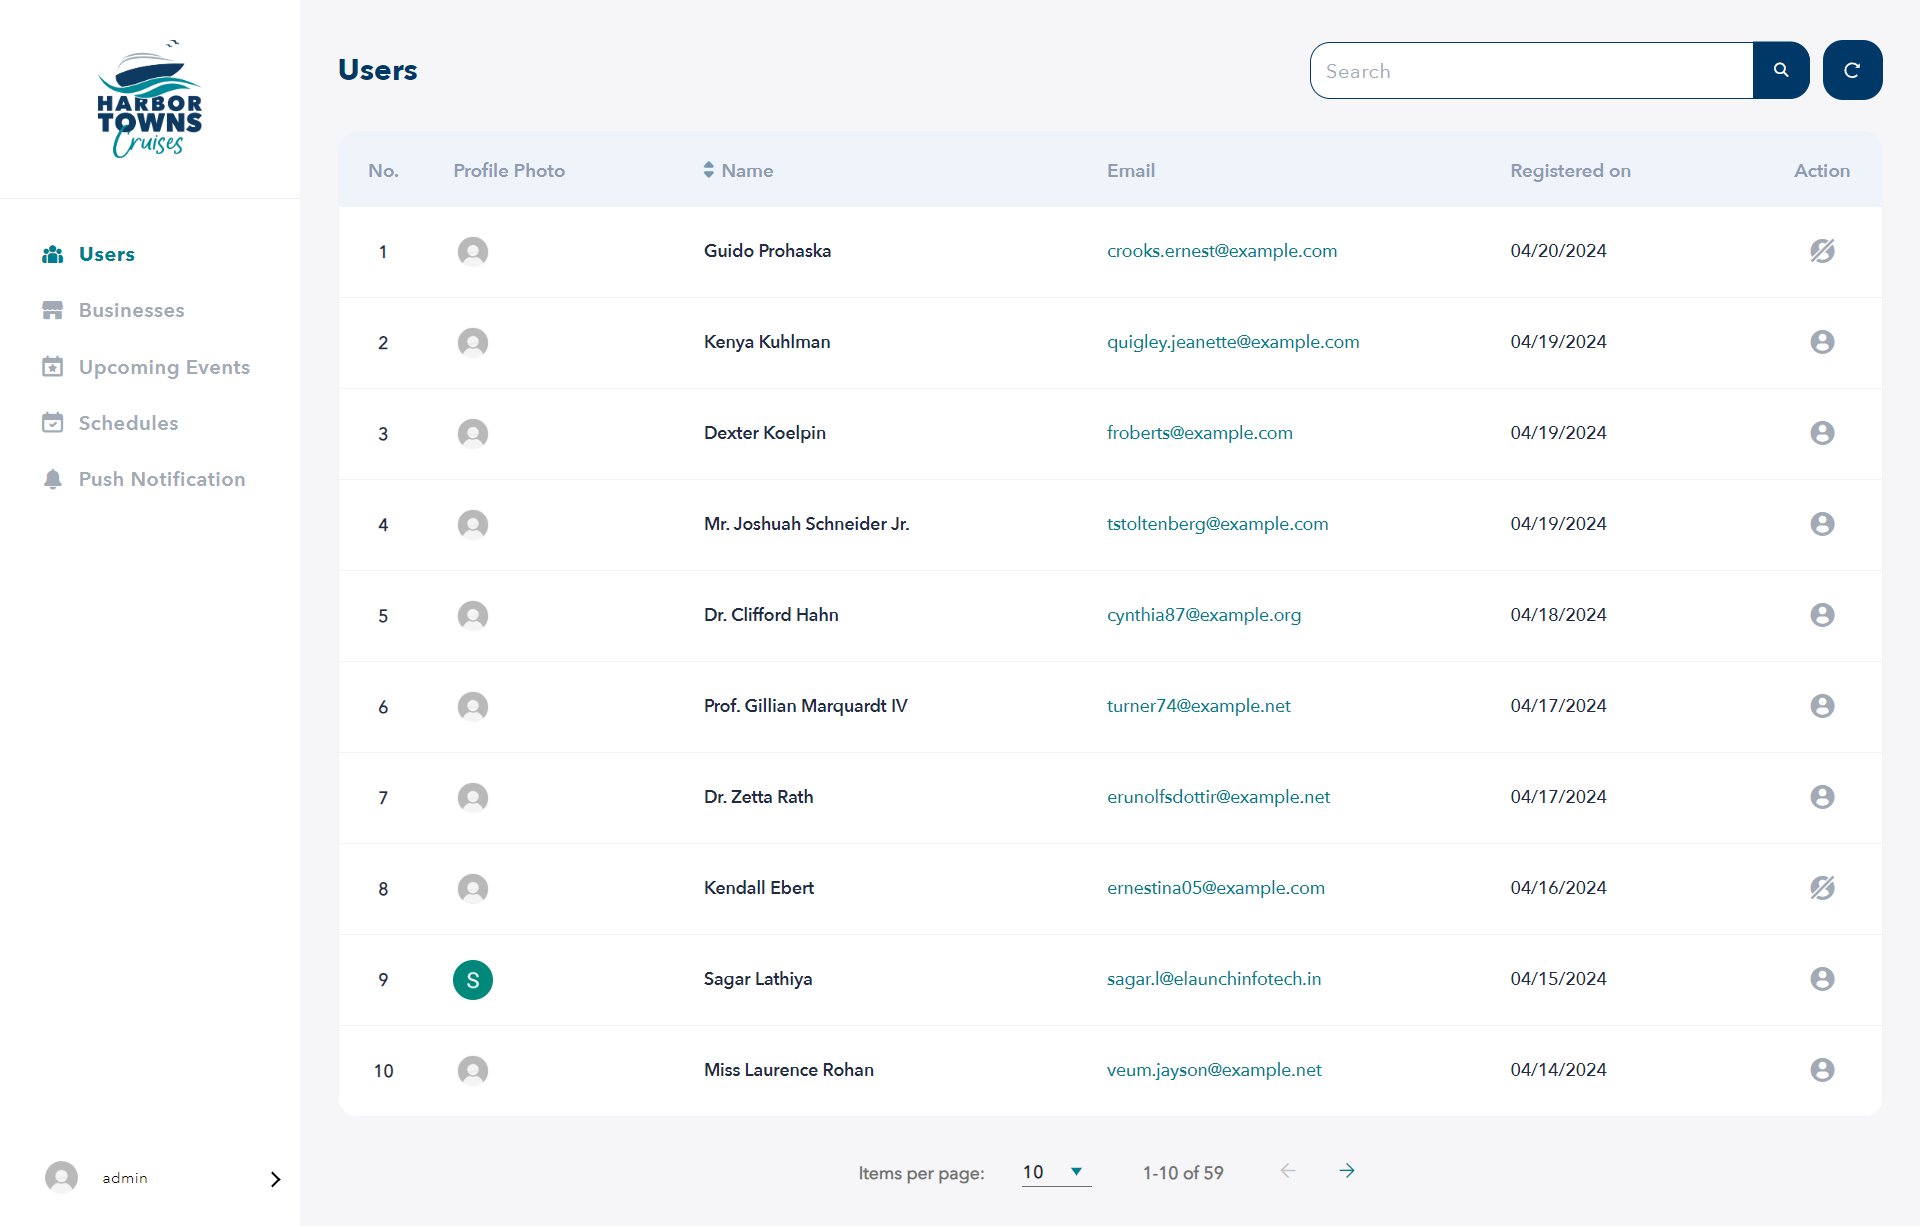 HARBOR
TOWNS
Cruises
Users
Businesses
Upcoming Events
Schedules
Push Notification
admin
Users
Search
No. Profile Photo Name Email Registered on Action
1 Guido Prohaska crooks.ernest@example.com 04/20/2024
2 Kenya Kuhlman quigley.jeanette@example.com 04/19/2024
3 Dexter Koelpin froberts@example.com 04/19/2024
4 Mr. Joshuah Schneider Jr. tstoltenberg@example.com 04/19/2024
5 Dr. Clifford Hahn cynthia87@example.org 04/18/2024
6 Prof. Gillian Marquardt IV turner74@example.net 04/17/2024
7 Dr. Zetta Rath erunolfsdottir@example.net 04/17/2024
8 Kendall Ebert ernestina05@example.com 04/16/2024
9 S Sagar Lathiya sagar.l@elaunchinfotech.in 04/15/2024
10 Miss Laurence Rohan veum.jayson@example.net 04/14/2024
Items per page: 10 1-10 of 59